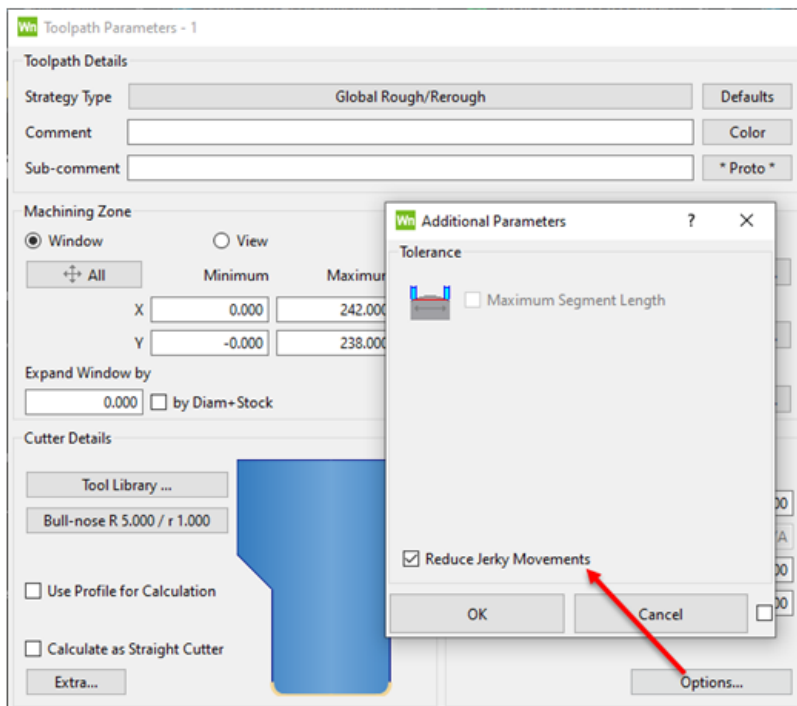 Wn Toolpath Parameters - 1
Toolpath Details
Strategy Type Global Rough/Rerough Defaults
Comment Color
Sub-comment * Proto *
Machining Zone
Window View
All Minimum Maximum
X 0.000 242.000
Y -0.000 238.000
Expand Window by
0.000 by Diam+Stock
Cutter Details
Tool Library ...
Bull-nose R 5.000 / r 1.000
Use Profile for Calculation
Calculate as Straight Cutter
Extra...
Wn Additional Parameters ?
Tolerance
Maximum Segment Length
Reduce Jerky Movements
OK Cancel
Options...